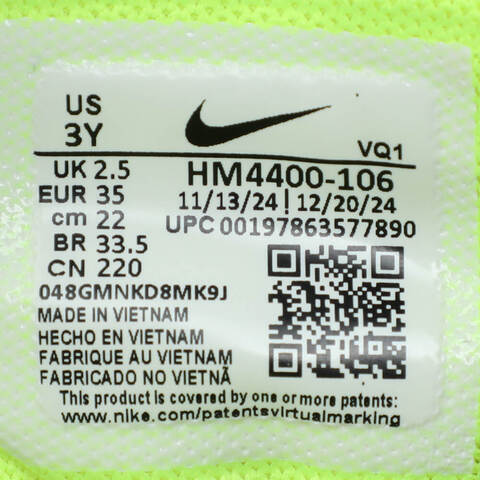 US
3Y
VQ1
UK 2.5
HM4400-106
EUR 35
11/13/24 | 12/20/24
cm 22
UPC 00197863577890
BR 33.5
CN 220
048GMNKD8MK9J
MADE IN VIETNAM
HECHO EN VIETNAM
FABRIQUE AU VIETNAM
FABRICADO NO VIETNÃ
This product is covered by one or more patents.
www.nike.com/patentsvirtualmarking